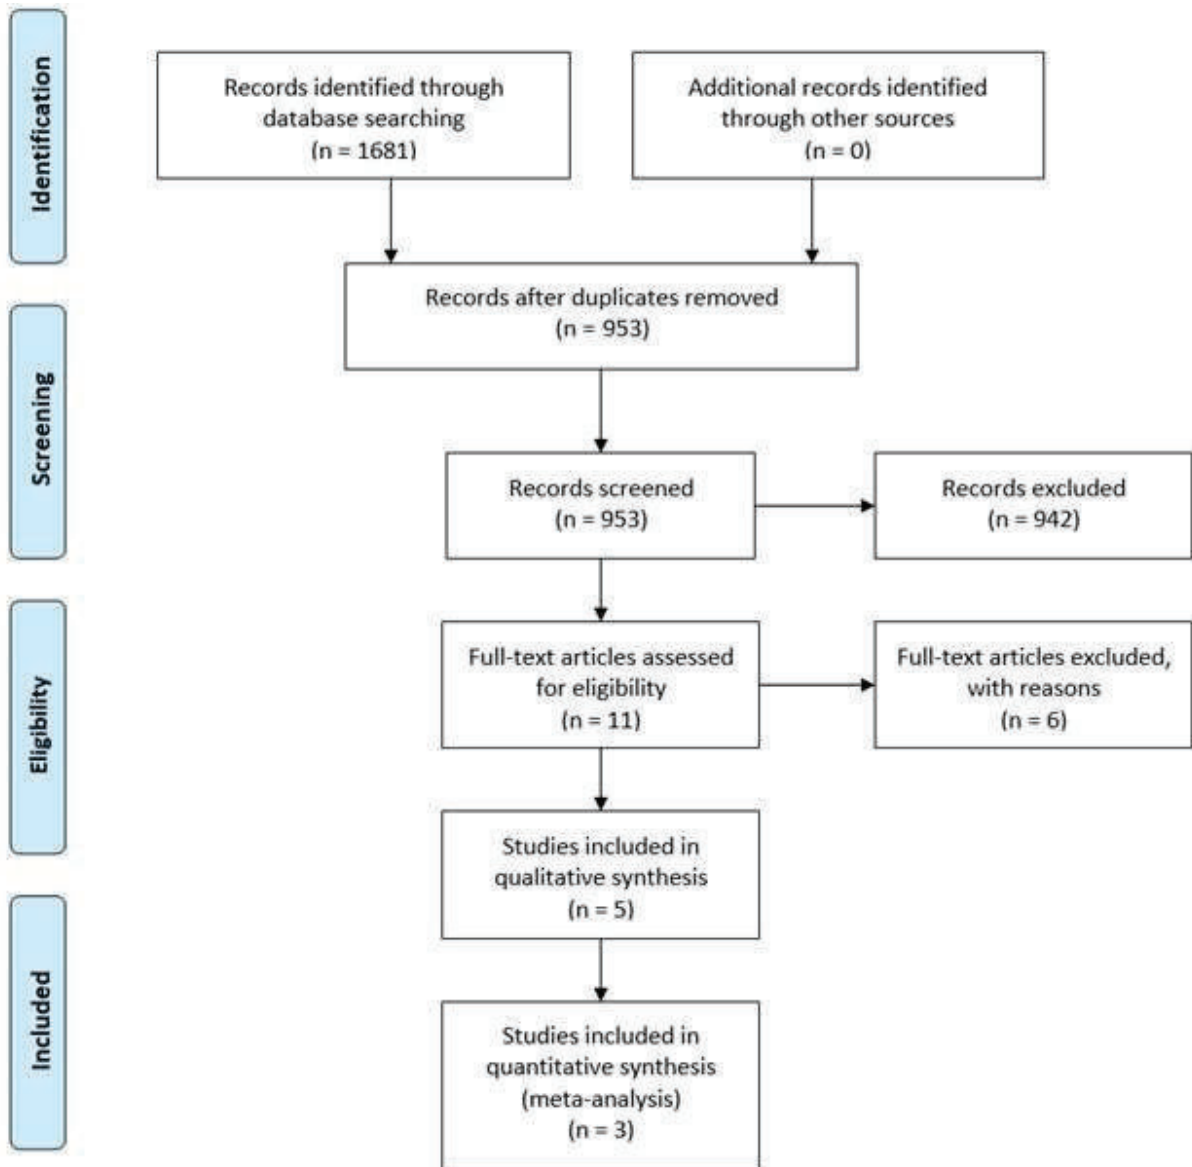 Identification
Records identified through
database searching
(n = 1681)
Additional records identified
through other sources
(n = 0)
Records after duplicates removed
(n = 953)
Screening
Records screened
(n = 953)
Records excluded
(n = 942)
Eligibility
Full-text articles assessed
for eligibility
(n = 11)
Full-text articles excluded,
with reasons
(n = 6)
Studies included in
qualitative synthesis
(n = 5)
Included
Studies included in
quantitative synthesis
(meta-analysis)
(n = 3)